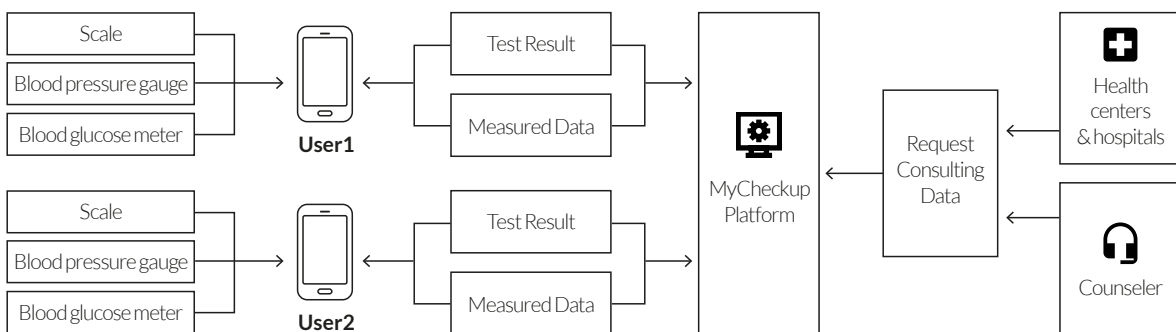 Scale
Blood pressure gauge
Blood glucose meter
User1
Test Result
Measured Data
Scale
Blood pressure gauge
Blood glucose meter
User2
Test Result
Measured Data
MyCheckup
Platform
Request
Consulting
Data
Health
centers
& hospitals
Counseler